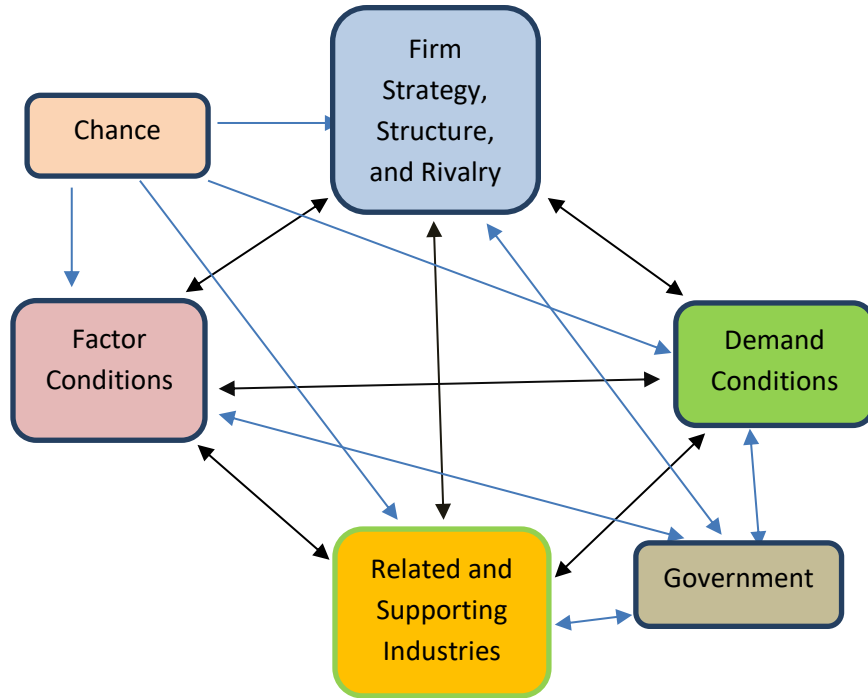 Firm
Strategy,
Structure,
and Rivalry
Chance
Factor
Conditions
Demand
Conditions
Related and
Supporting
Industries
Government